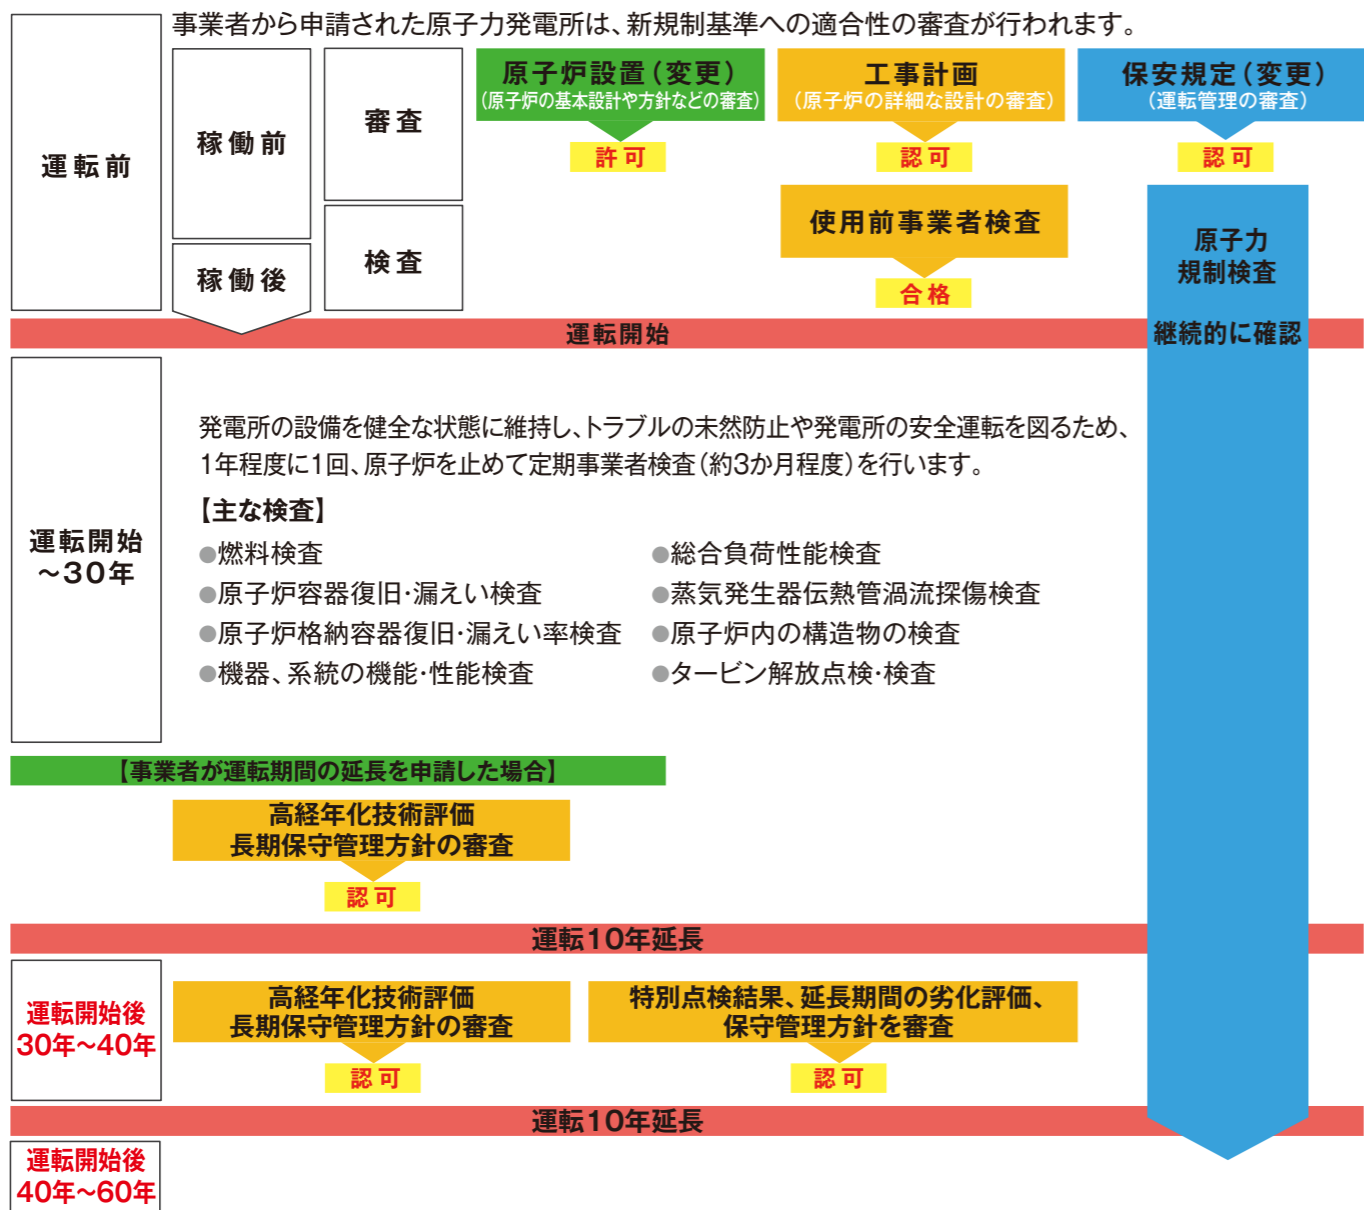 事業者から申請された原子力発電所は、新規制基準への適合性の審査が行われます。
運転前
稼働前
稼働後
審査
検査
原子炉設置（変更）
（原子炉の基本設計や方針などの審査）
許可
工事計画
（原子炉の詳細な設計の審査）
認可
保安規定（変更）
（運転管理の審査）
認可
使用前事業者検査
合格
原子力
規制検査
継続的に確認
運転開始
運転開始
～30年
発電所の設備を健全な状態に維持し、トラブルの未然防止や発電所の安全運転を図るため、
1年程度に1回、原子炉を止めて定期事業者検査（約3か月程度）を行います。
【主な検査】
●燃料検査
●原子炉容器復旧・漏えい検査
●原子炉格納容器復旧・漏えい率検査
●機器、系統の機能・性能検査
●総合負荷性能検査
●蒸気発生器伝熱管渦流探傷検査
●原子炉内の構造物の検査
●タービン解放点検・検査
【事業者が運転期間の延長を申請した場合】
高経年化技術評価
長期保守管理方針の審査
認可
運転10年延長
運転開始後
30年～40年
高経年化技術評価
長期保守管理方針の審査
認可
特別点検結果、延長期間の劣化評価、
保守管理方針を審査
認可
運転10年延長
運転開始後
40年～60年